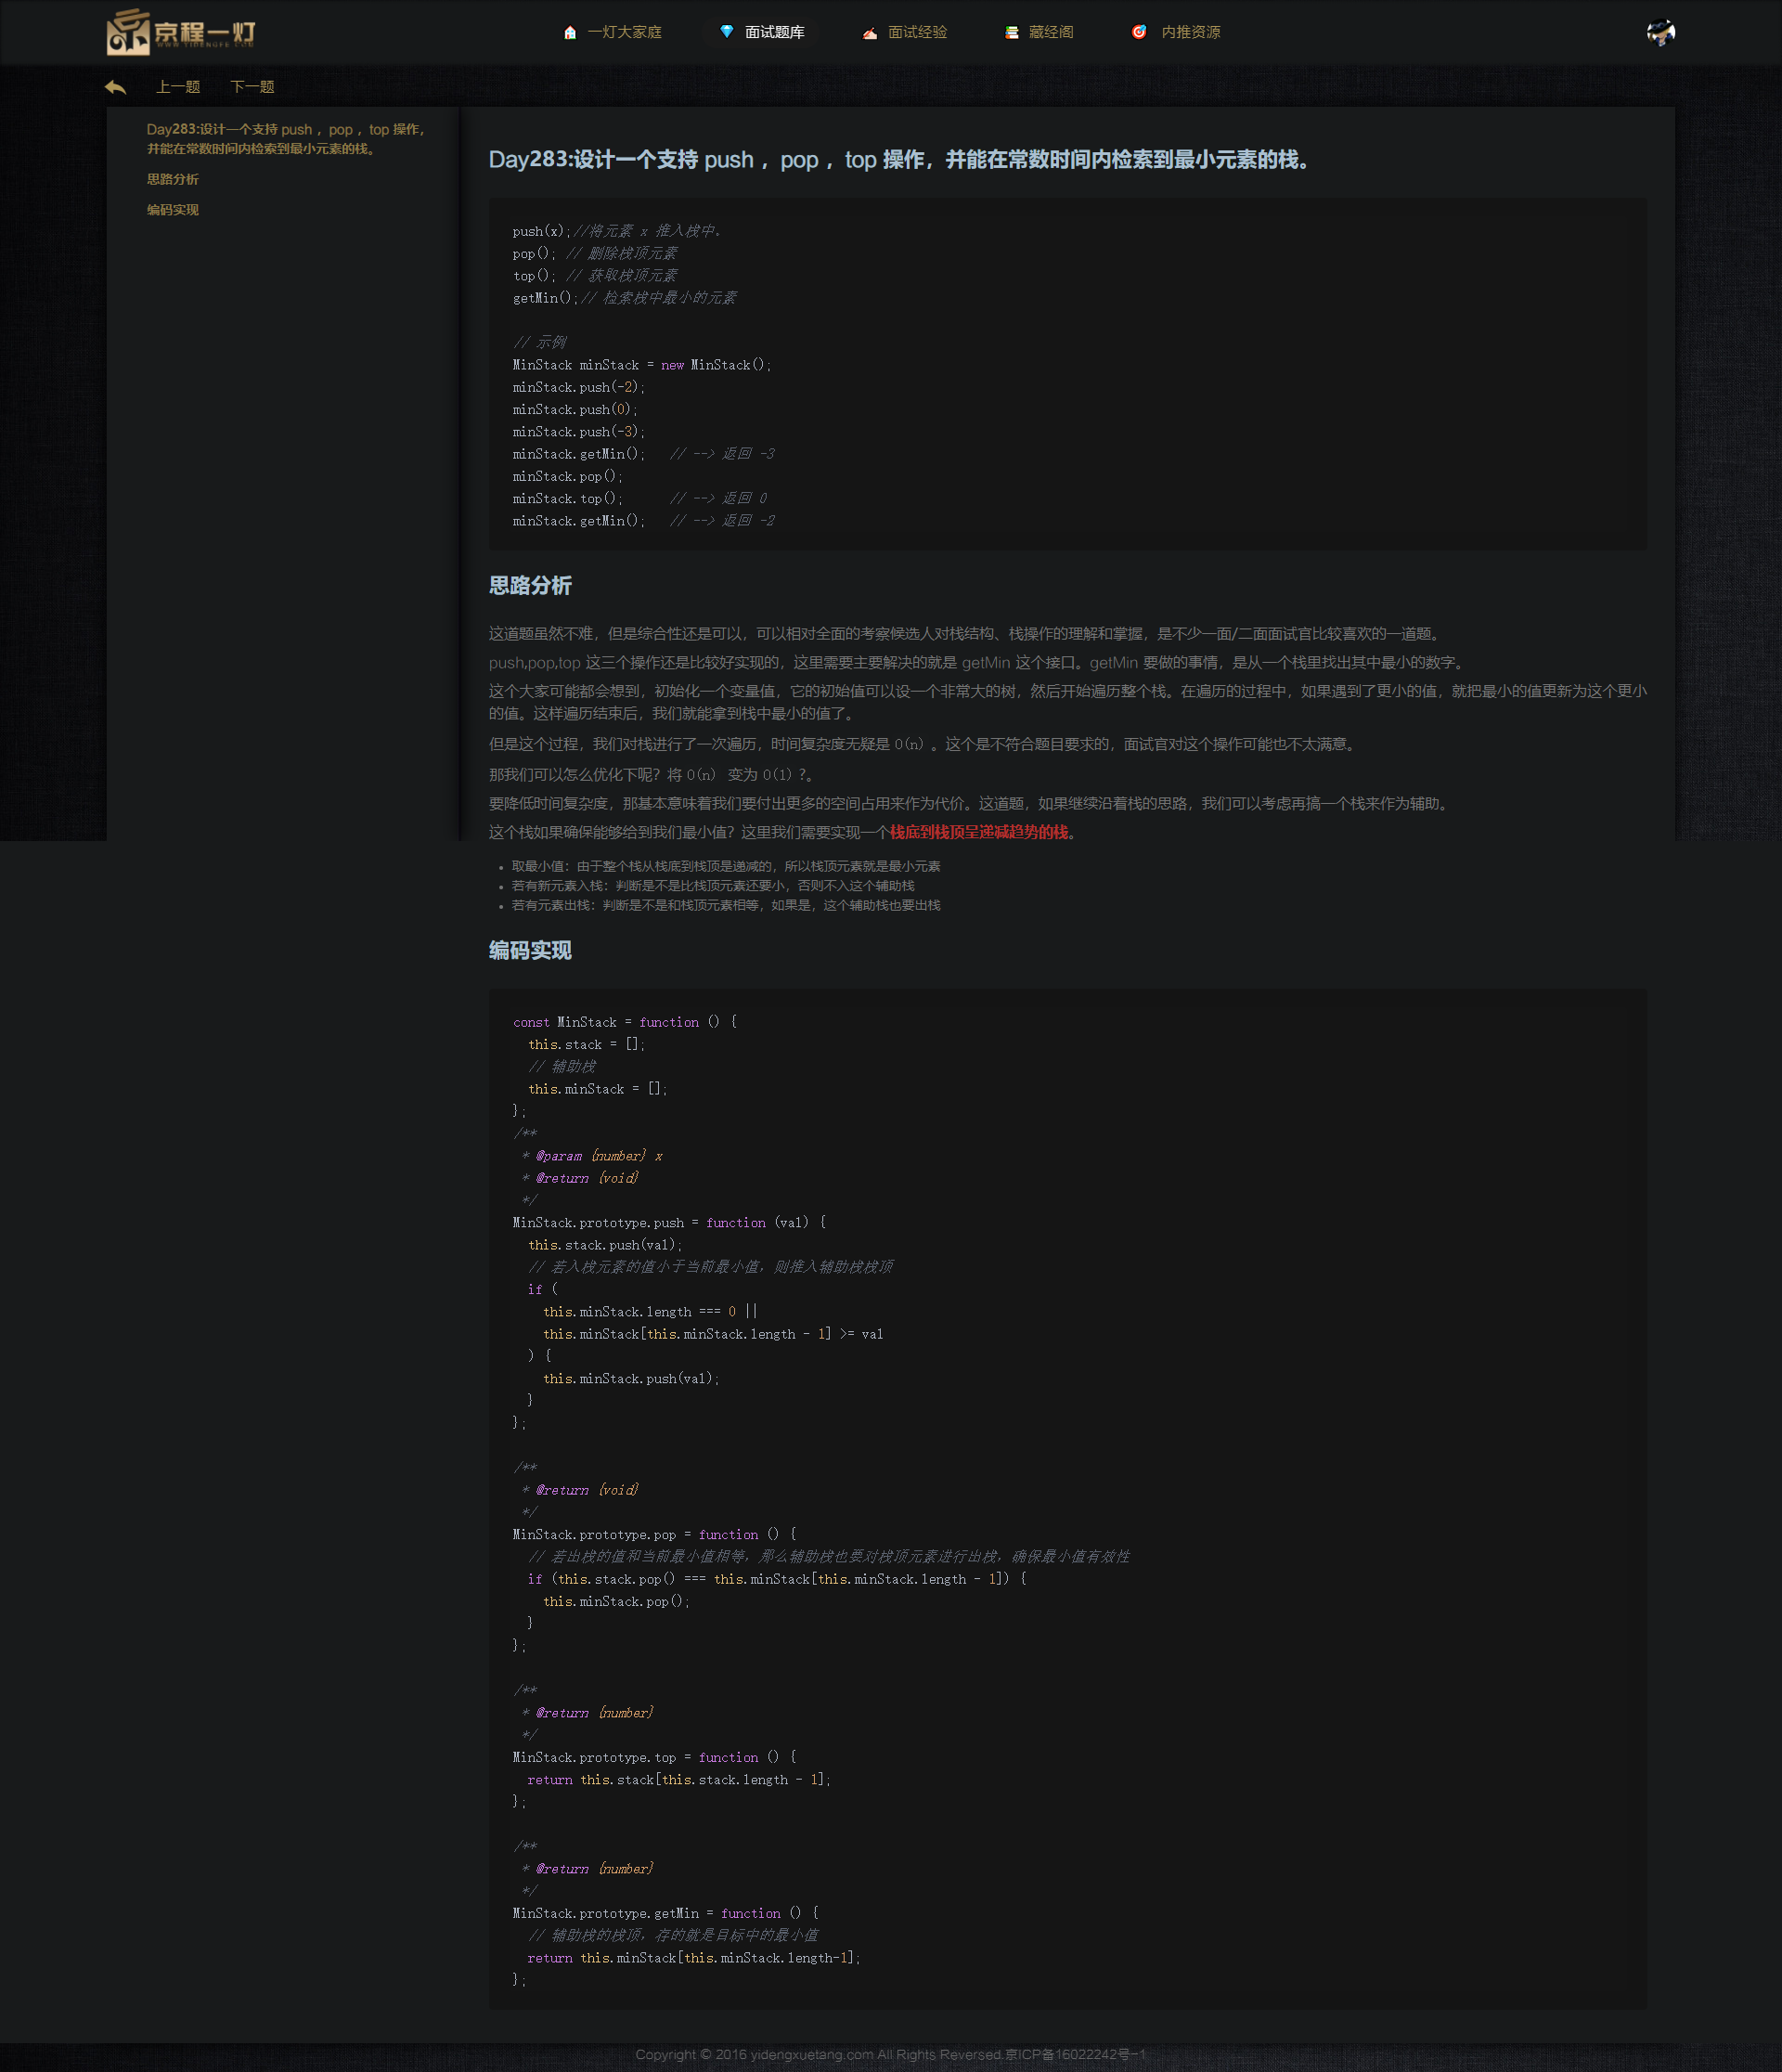 京程一灯
WWW.YIDENGFE.COM
一灯大家庭
面试题库
面试经验
藏经阁
内推资源
上一题
下一题
Day283:设计一个支持 push ，pop ，top 操作，
并能在常数时间内检索到最小元素的栈。
思路分析
编码实现
Day283:设计一个支持 push ，pop ，top 操作，并能在常数时间内检索到最小元素的栈。
push(x);//将元素 x 推入栈中。
pop(); // 删除栈顶元素
top(); // 获取栈顶元素
getMin();// 检索栈中最小的元素
// 示例
MinStack minStack = new MinStack();
minStack.push(-2);
minStack.push(0);
minStack.push(-3);
minStack.getMin();   // --> 返回 -3
minStack.pop();
minStack.top();      // --> 返回 0
minStack.getMin();   // --> 返回 -2
思路分析
这道题虽然不难，但是综合性还是可以，可以相对全面的考察候选人对栈结构、栈操作的理解和掌握，是不少一面/二面面试官比较喜欢的一道题。
push,pop,top 这三个操作还是比较好实现的，这里需要主要解决的就是 getMin 这个接口。getMin 要做的事情，是从一个栈里找出其中最小的数字。
这个大家可能都会想到，初始化一个变量值，它的初始值可以设一个非常大的树，然后开始遍历整个栈。在遍历的过程中，如果遇到了更小的值，就把最小的值更新为这个更小
的值。这样遍历结束后，我们就能拿到栈中最小的值了。
但是这个过程，我们对栈进行了一次遍历，时间复杂度无疑是 O(n) 。这个是不符合题目要求的，面试官对这个操作可能也不太满意。
那我们可以怎么优化下呢？将 O(n) 变为 O(1) ?。
要降低时间复杂度，那基本意味着我们要付出更多的空间占用来作为代价。这道题，如果继续沿着栈的思路，我们可以考虑再搞一个栈来作为辅助。
这个栈如果确保能够给到我们最小值？这里我们需要实现一个栈底到栈顶呈递减趋势的栈。
• 取最小值：由于整个栈从栈底到栈顶是递减的，所以栈顶元素就是最小元素
• 若有新元素入栈：判断是不是比栈顶元素还要小，否则不入这个辅助栈
• 若有元素出栈：判断是不是和栈顶元素相等，如果是，这个辅助栈也要出栈
编码实现
const MinStack = function () {
  this.stack = [];
  // 辅助栈
  this.minStack = [];
};
/**
 * @param {number} x
 * @return {void}
 */
MinStack.prototype.push = function (val) {
  this.stack.push(val);
  // 若入栈元素的值小于当前最小值，则推入辅助栈栈顶
  if (
    this.minStack.length === 0 ||
    this.minStack[this.minStack.length - 1] >= val
  ) {
    this.minStack.push(val);
  }
};
/**
 * @return {void}
 */
MinStack.prototype.pop = function () {
  // 若出栈的值和当前最小值相等，那么辅助栈也要对栈顶元素进行出栈，确保最小值有效性
  if (this.stack.pop() === this.minStack[this.minStack.length - 1]) {
    this.minStack.pop();
  }
};
/**
 * @return {number}
 */
MinStack.prototype.top = function () {
  return this.stack[this.stack.length - 1];
};
/**
 * @return {number}
 */
MinStack.prototype.getMin = function () {
  // 辅助栈的栈顶，存的就是目标中的最小值
  return this.minStack[this.minStack.length-1];
};
Copyright © 2016 yidengxuetang.com All Rights Reversed.京ICP备16022242号-1